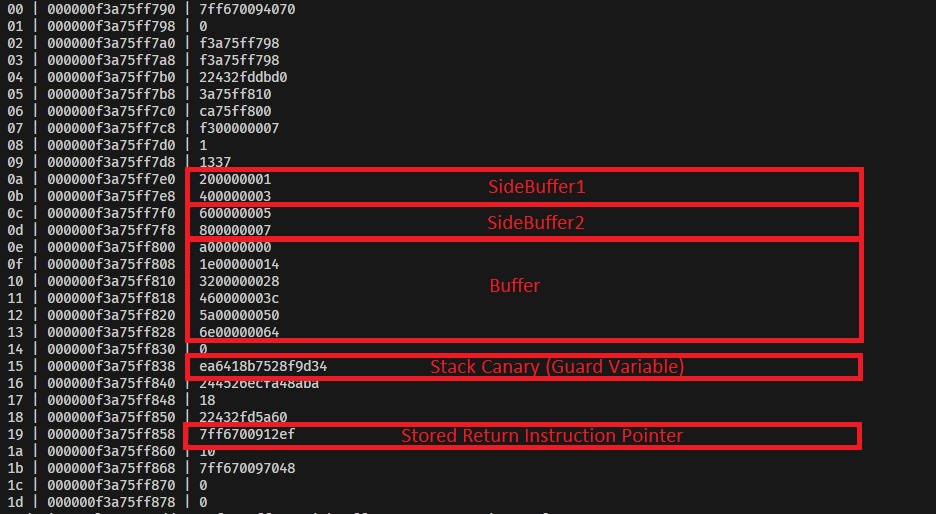 00 | 000000f3a75ff790 | 7ff670094070
01 | 000000f3a75ff798 | 0
02 | 000000f3a75ff7a0 | f3a75ff798
03 | 000000f3a75ff7a8 | f3a75ff798
04 | 000000f3a75ff7b0 | 22432fddbd0
05 | 000000f3a75ff7b8 | 3a75ff810
06 | 000000f3a75ff7c0 | ca75ff800
07 | 000000f3a75ff7c8 | f300000007
08 | 000000f3a75ff7d0 | 1
09 | 000000f3a75ff7d8 | 1337
0a | 000000f3a75ff7e0 | 200000001 SideBuffer1
0b | 000000f3a75ff7e8 | 400000003
0c | 000000f3a75ff7f0 | 600000005 SideBuffer2
0d | 000000f3a75ff7f8 | 800000007
0e | 000000f3a75ff800 | a00000000
0f | 000000f3a75ff808 | 1e00000014
10 | 000000f3a75ff810 | 3200000028 Buffer
11 | 000000f3a75ff818 | 460000003c
12 | 000000f3a75ff820 | 5a00000050
13 | 000000f3a75ff828 | 6e00000064
14 | 000000f3a75ff830 | 0
15 | 000000f3a75ff838 | ea6418b7528f9d34 Stack Canary (Guard Variable)
16 | 000000f3a75ff840 | 244526ecfa48aba
17 | 000000f3a75ff848 | 18
18 | 000000f3a75ff850 | 22432fd5a60
19 | 000000f3a75ff858 | 7ff6700912ef Stored Return Instruction Pointer
1a | 000000f3a75ff860 | 10
1b | 000000f3a75ff868 | 7ff670097048
1c | 000000f3a75ff870 | 0
1d | 000000f3a75ff878 | 0